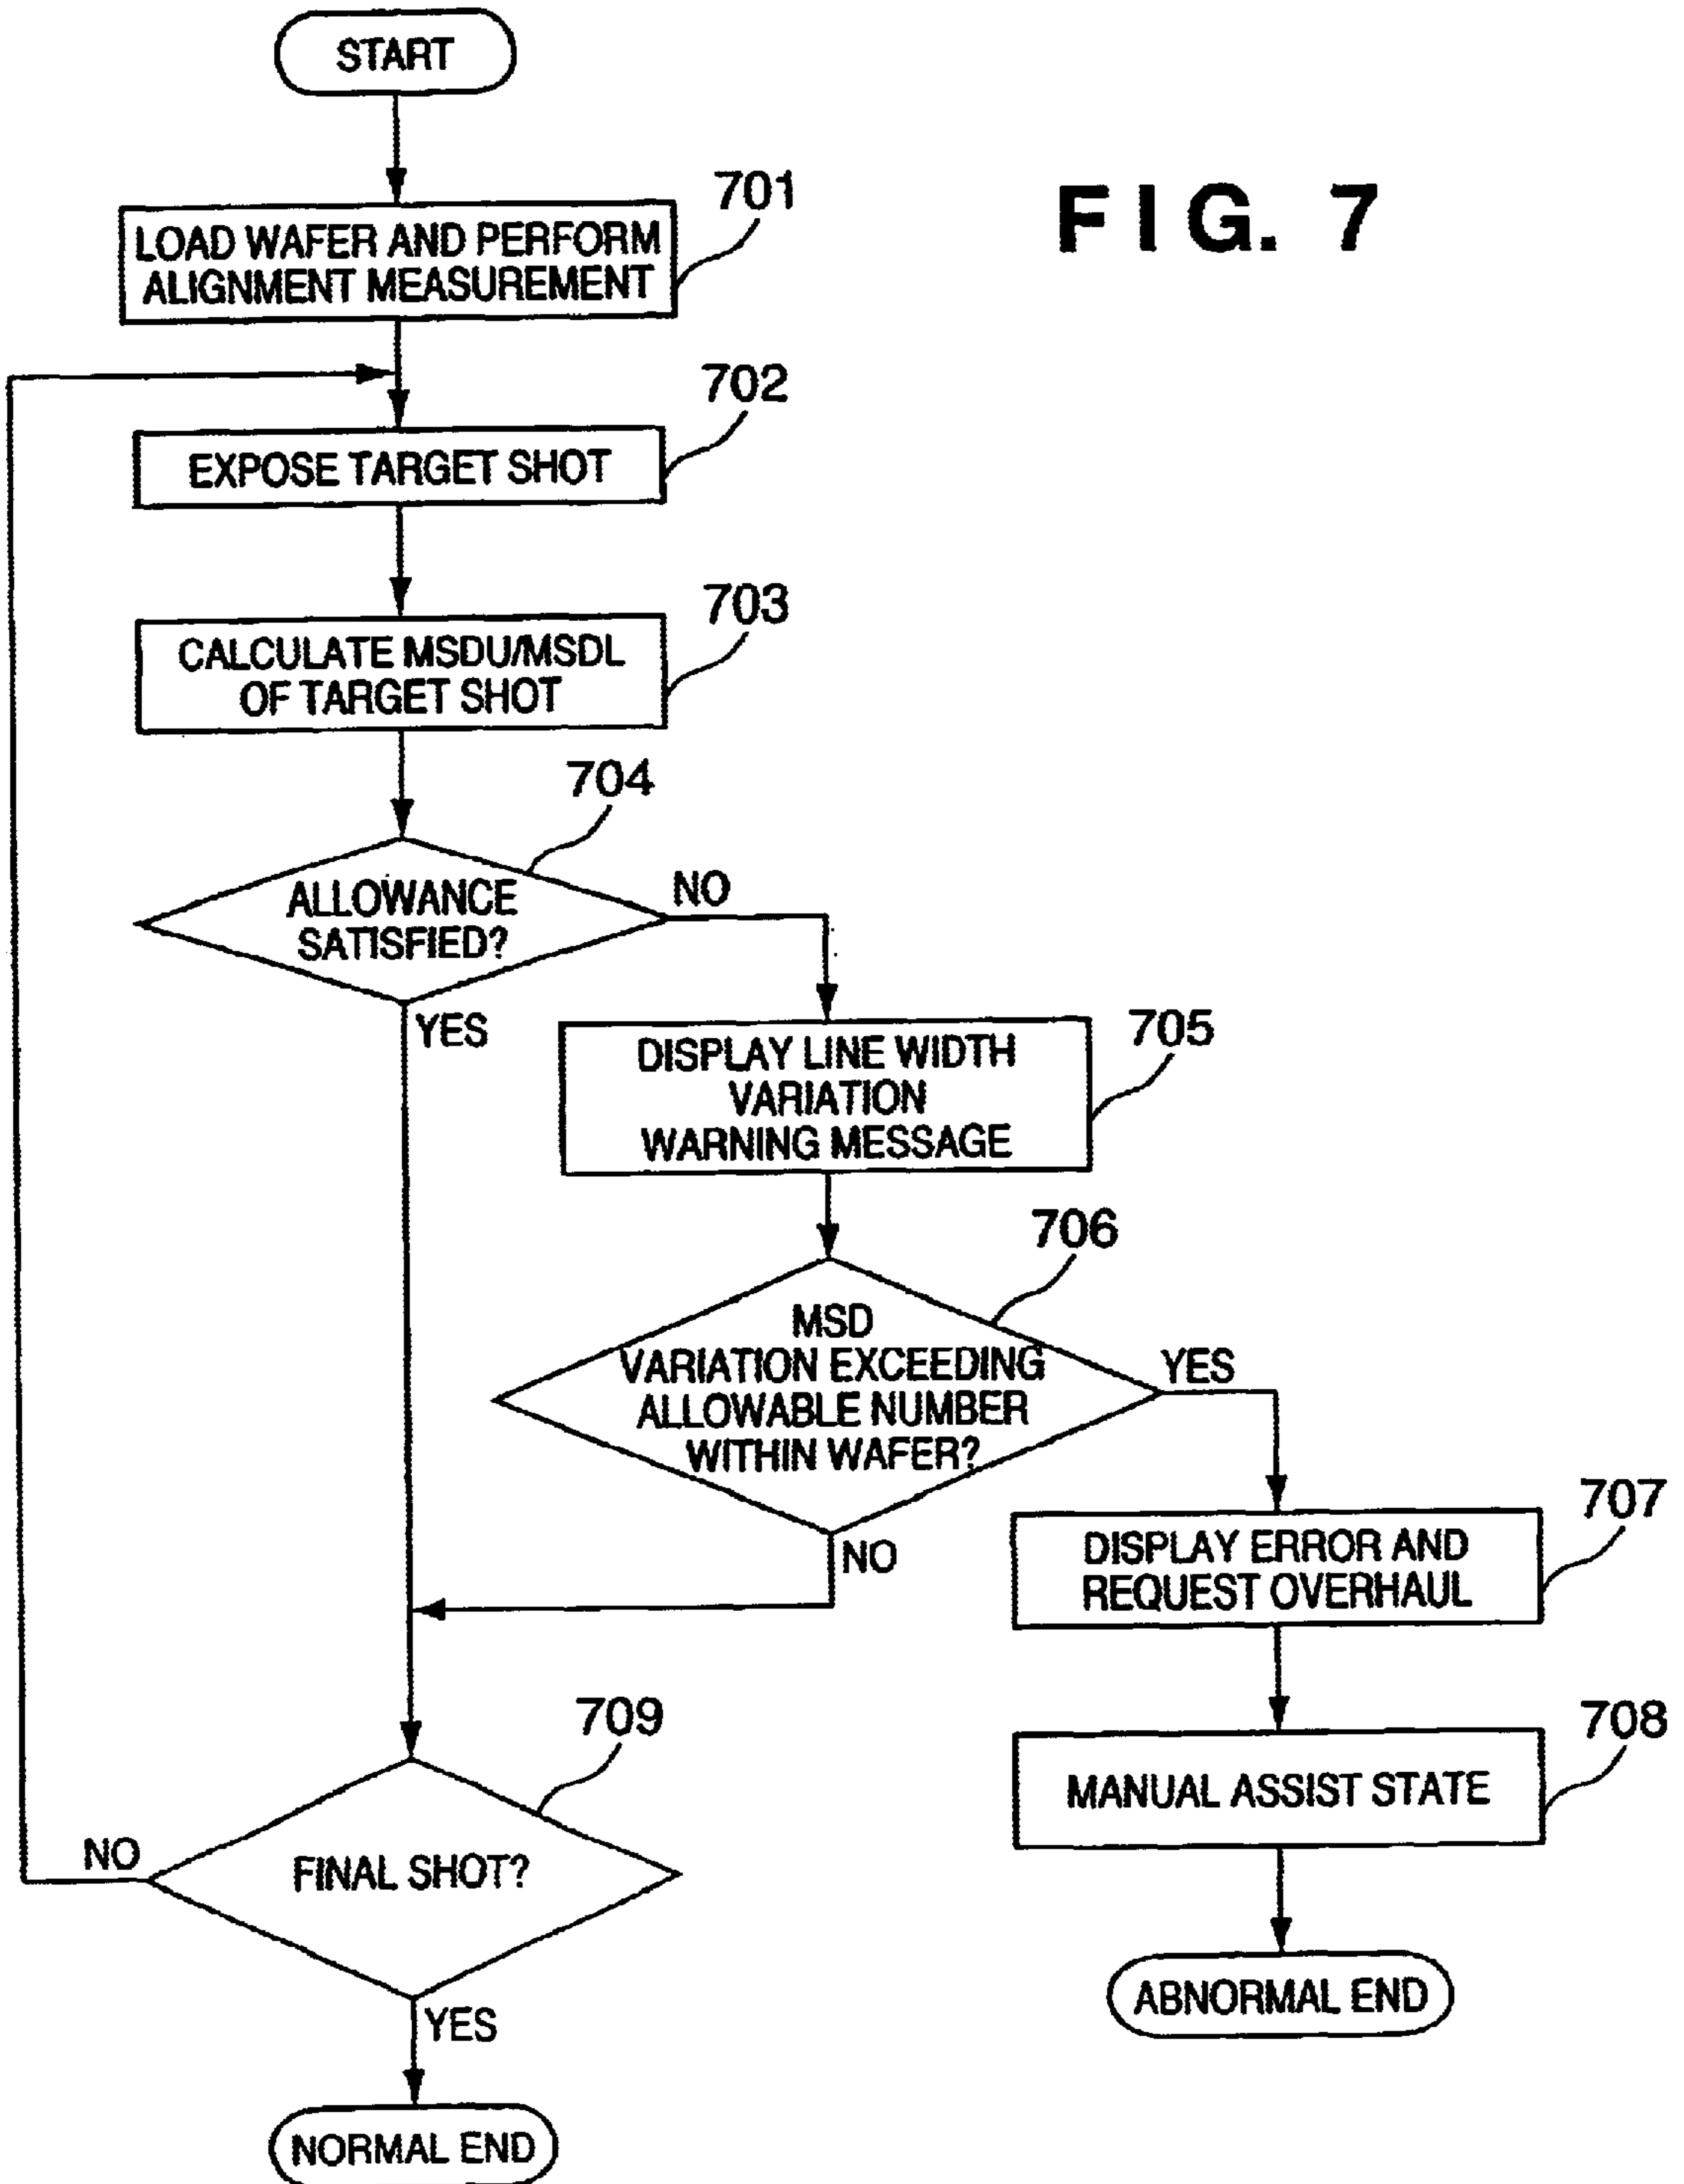 START
FIG. 7
701
LOAD WAFER AND PERFORM
ALIGNMENT MEASUREMENT
702
EXPOSE TARGET SHOT
703
CALCULATE MSDU/MSDL
OF TARGET SHOT
704
ALLOWANCE
SATISFIED?
NO
YES
705
DISPLAY LINE WIDTH
VARIATION
WARNING MESSAGE
706
MSD
VARIATION EXCEEDING
ALLOWABLE NUMBER
WITHIN WAFER?
YES
NO
707
DISPLAY ERROR AND
REQUEST OVERHAUL
708
MANUAL ASSIST STATE
709
FINAL SHOT?
NO
YES
ABNORMAL END
NORMAL END